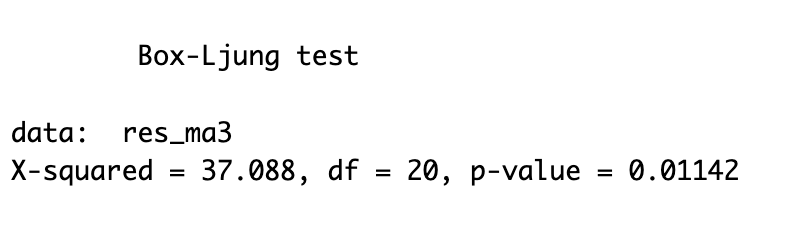 Box-Ljung test
data:  res_ma3
X-squared = 37.088, df = 20, p-value = 0.01142